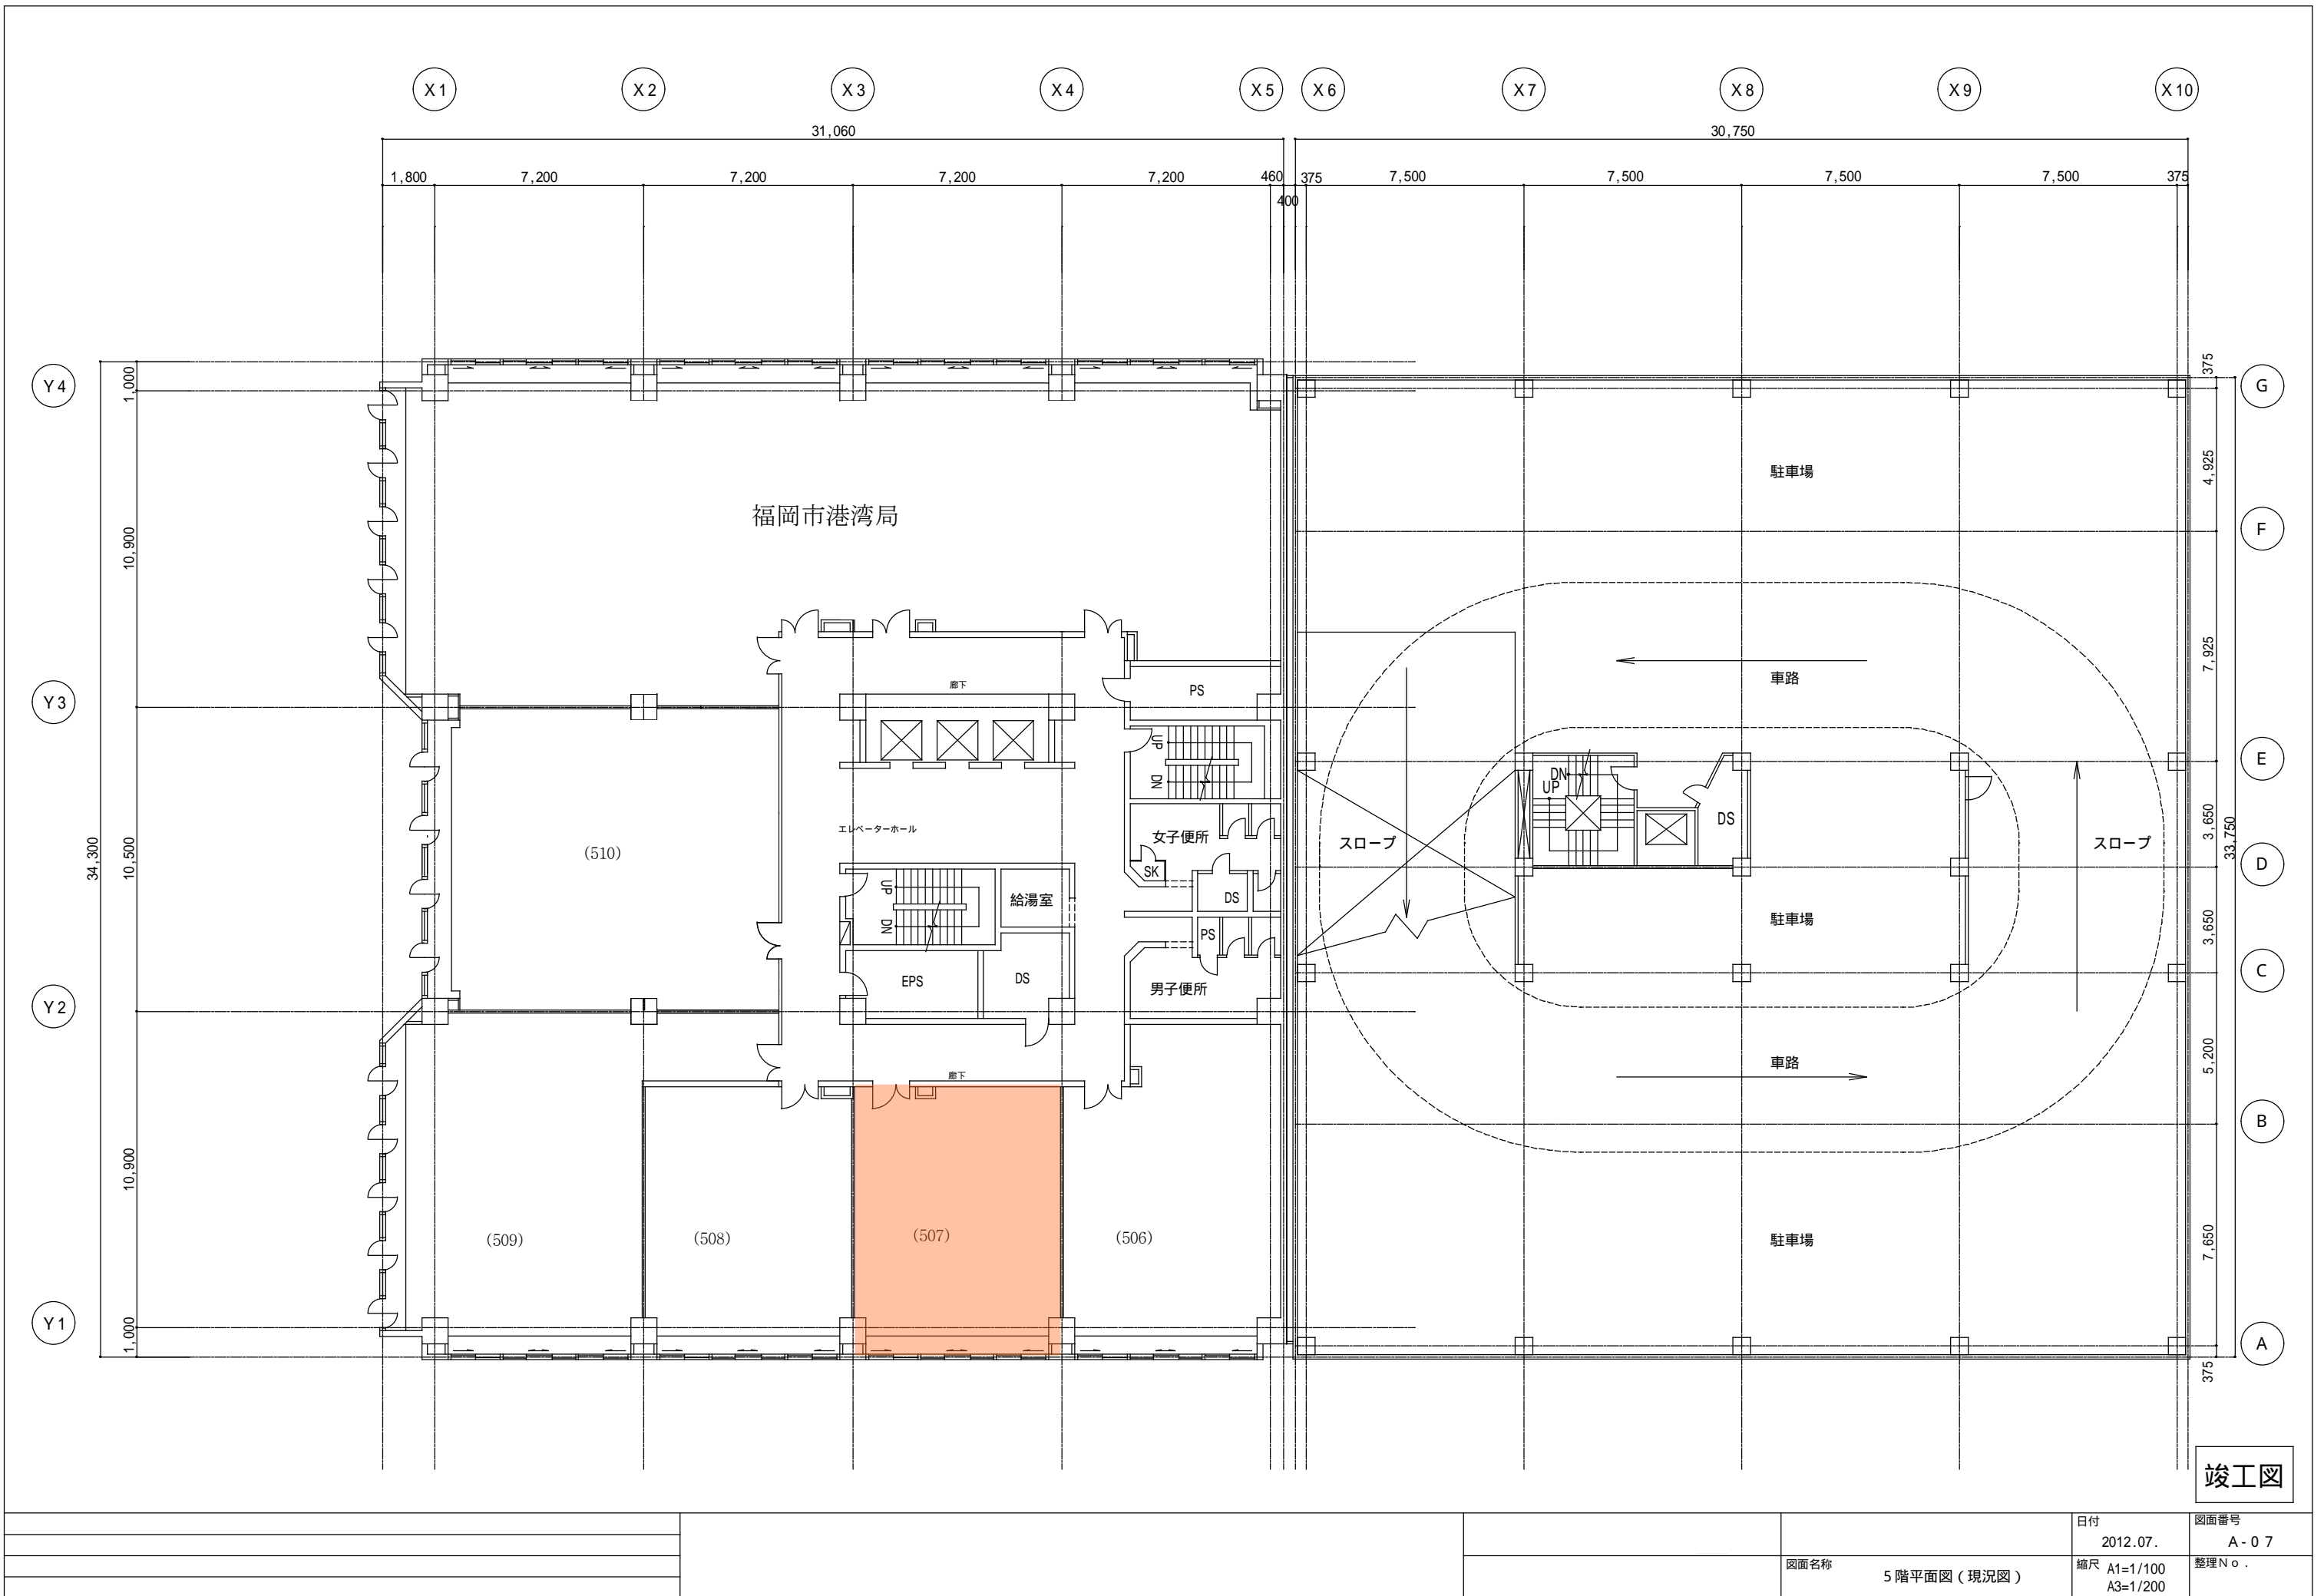 X1 X2 X3 X4 X5 X6 X7 X8 X9 X10
31,060 30,750
1,800 7,200 7,200 7,200 7,200 460 375 7,500 7,500 7,500 7,500 375
400
Y4
Y3
Y2
Y1
34,300
1,000
10,900
10,500
10,900
1,000
福岡市港湾局
廊下
PS
UP
DN
エレベーターホール
(510)
女子便所
SK
DS
UP
DN
給湯室
PS
EPS
DS
男子便所
廊下
(509)
(508)
(507)
(506)
駐車場
車路
DN
UP
DS
スロープ
スロープ
駐車場
車路
駐車場
375
4,925
7,925
3,650
3,650
5,200
7,650
375
33,750
G
F
E
D
C
B
A
竣工図
日付
2012.07.
図面番号
A-07
図面名称
5階平面図(現況図)
縮尺 A1=1/100
A3=1/200
整理No.